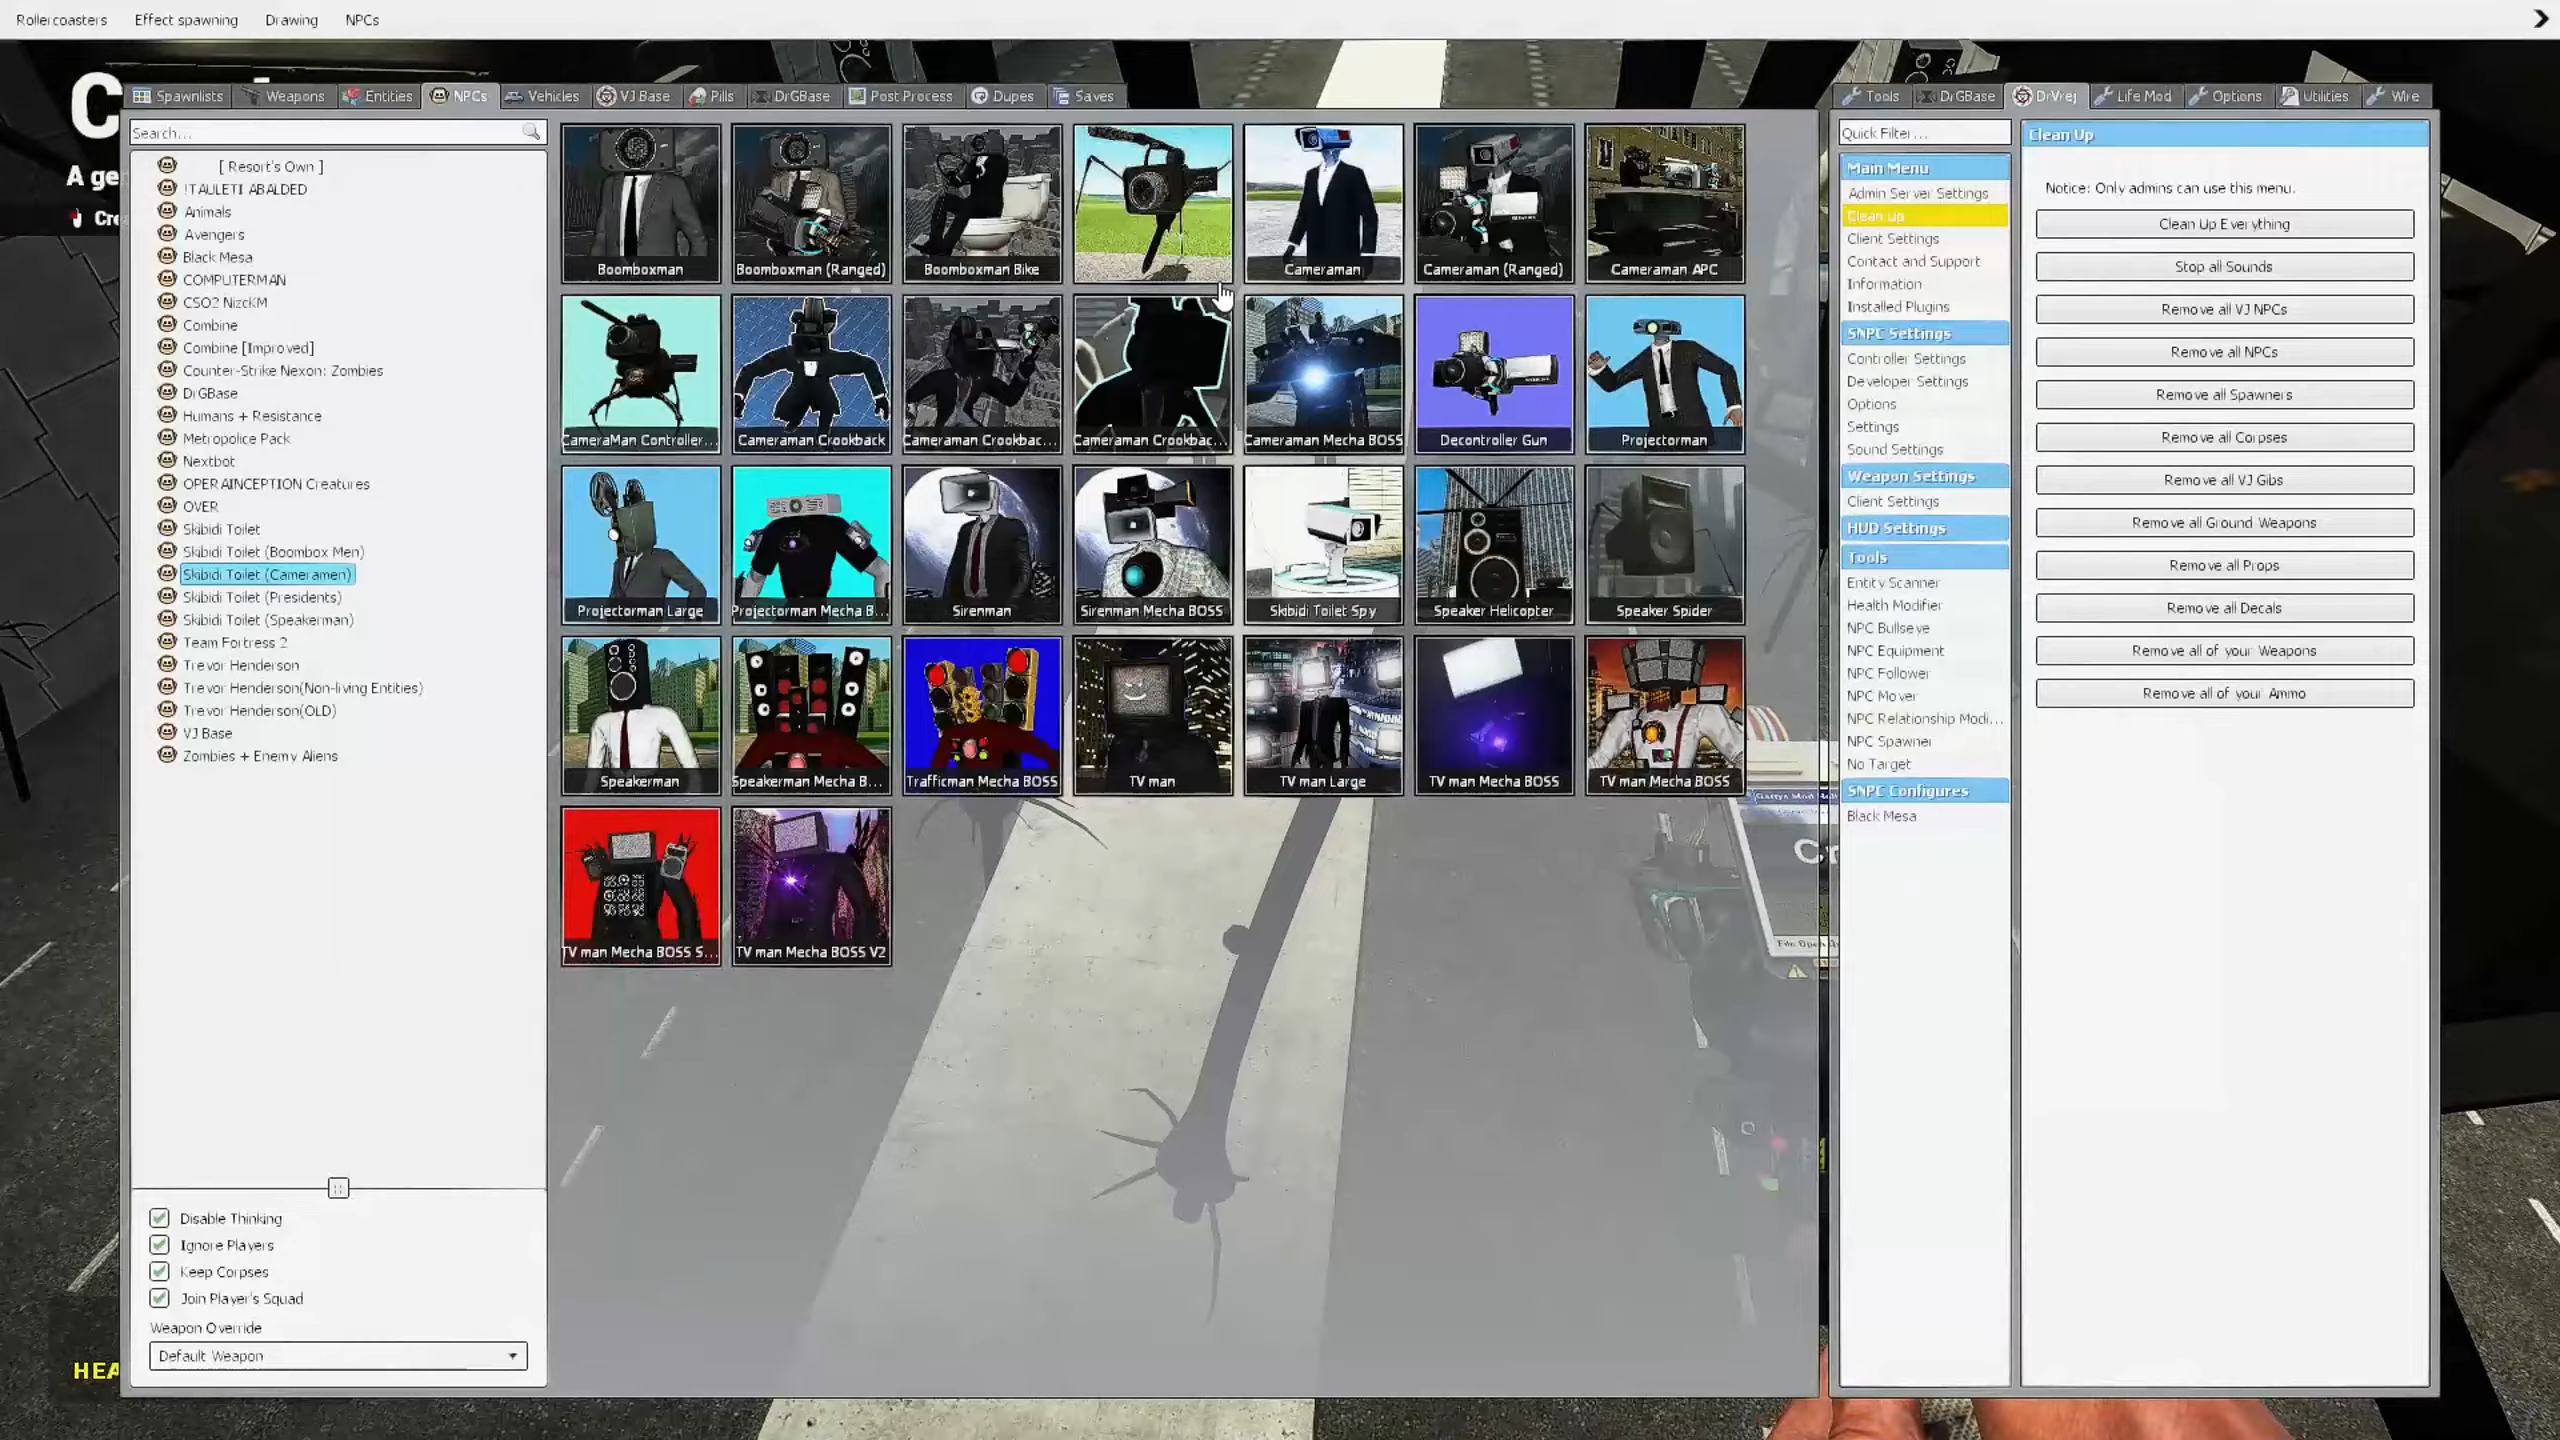 Rollercoasters Effect spawning Drawing NPCs
C
A ge
Cre
Spawnlists Weapons Entities NPCs Vehicles VJ Base Pills DrGBase Post Process Dupes Saves
Search...
[ Resort's Own ]
!TAULETI ABALDED
Animals
Avengers
Black Mesa
COMPUTERMAN
CSO2 NizckM
Combine
Combine [Improved]
Counter-Strike Nexon: Zombies
DrGBase
Humans + Resistance
Metropolice Pack
Nextbot
OPERAINCEPTION Creatures
OVER
Skibidi Toilet
Skibidi Toilet (Boombox Men)
Skibidi Toilet (Cameramen)
Skibidi Toilet (Presidents)
Skibidi Toilet (Speakerman)
Team Fortress 2
Trevor Henderson
Trevor Henderson(Non-living Entities)
Trevor Henderson(OLD)
VJ Base
Zombies + Enemy Aliens
Disable Thinking
Ignore Players
Keep Corpses
Join Player's Squad
Weapon Override
Default Weapon
HEA
Boomboxman Boomboxman (Ranged) Boomboxman Bike Cameraman Cameraman (Ranged) Cameraman APC
CameraMan Controller... Cameraman Crookback Cameraman Crookbac... Cameraman Crookbac... Cameraman Mecha BOSS Decontroller Gun Projectorman
Projectorman Large Projectorman Mecha B... Sirenman Sirenman Mecha BOSS Skibidi Toilet Spy Speaker Helicopter Speaker Spider
Speakerman Speakerman Mecha B... Trafficman Mecha BOSS TV man TV man Large TV man Mecha BOSS TV man Mecha BOSS
TV man Mecha BOSS S... TV man Mecha BOSS V2
Tools DrGBase DrVrej Life Mod Options Utilities Wire
Quick Filter...
Main Menu
Admin Server Settings
Clean Up
Client Settings
Contact and Support
Information
Installed Plugins
SNPC Settings
Controller Settings
Developer Settings
Options
Settings
Sound Settings
Weapon Settings
Client Settings
HUD Settings
Tools
Entity Scanner
Health Modifier
NPC Bullseye
NPC Equipment
NPC Follower
NPC Mover
NPC Relationship Modi...
NPC Spawner
No Target
SNPC Configures
Black Mesa
Clean Up
Notice: Only admins can use this menu.
Clean Up Everything
Stop all Sounds
Remove all VJ NPCs
Remove all NPCs
Remove all Spawners
Remove all Corpses
Remove all VJ Gibs
Remove all Ground Weapons
Remove all Props
Remove all Decals
Remove all of your Weapons
Remove all of your Ammo